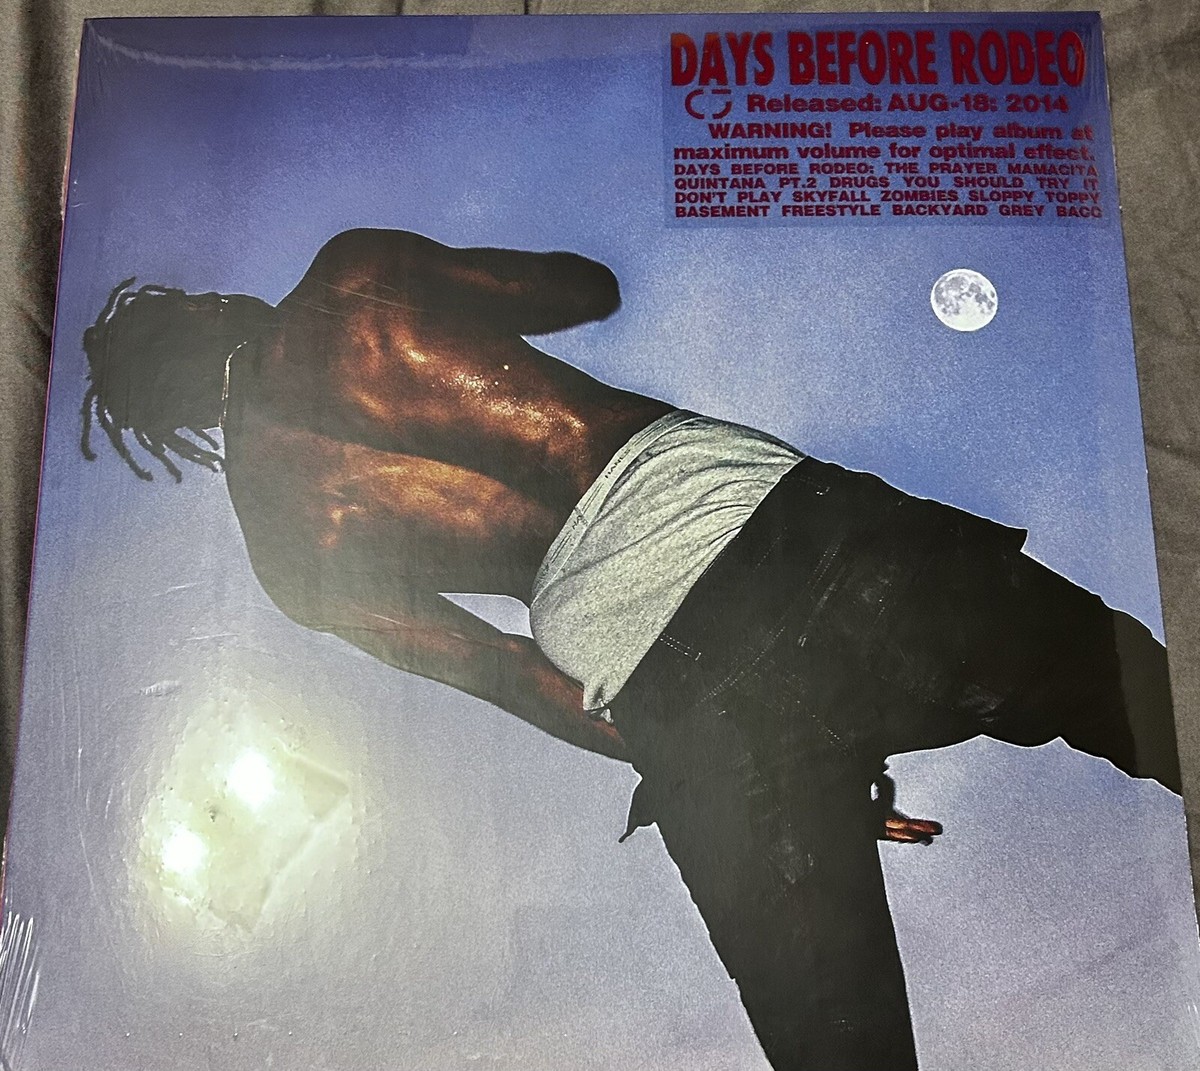 DAYS BEFORE RODEO
Released: AUG-18: 2014
WARNING! Please play album at
maximum volume for optimal effect.
DAYS BEFORE RODEO: THE PRAYER MAMACITA
QUINTANA PT.2 DRUGS YOU SHOULD TRY IT
DON'T PLAY SKYFALL ZOMBIES SLOPPY TOPPY
BASEMENT FREESTYLE BACKYARD GREY BACC
HANES